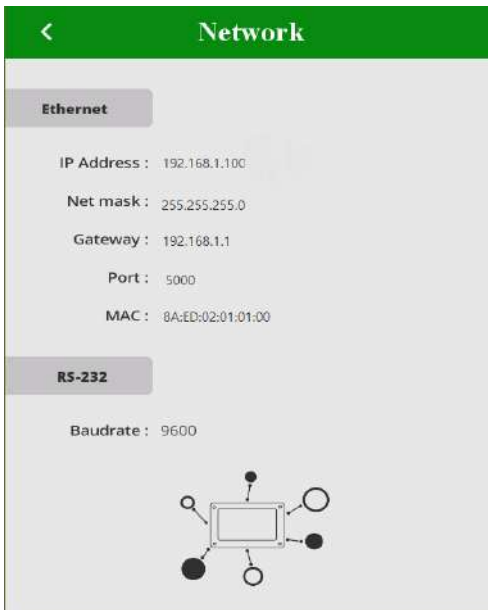 Network
Ethernet
IP Address : 192.168.1.100
Net mask : 255.255.255.0
Gateway : 192.168.1.1
Port : 5000
MAC : 8A:ED:02:01:01:00
RS-232
Baudrate : 9600